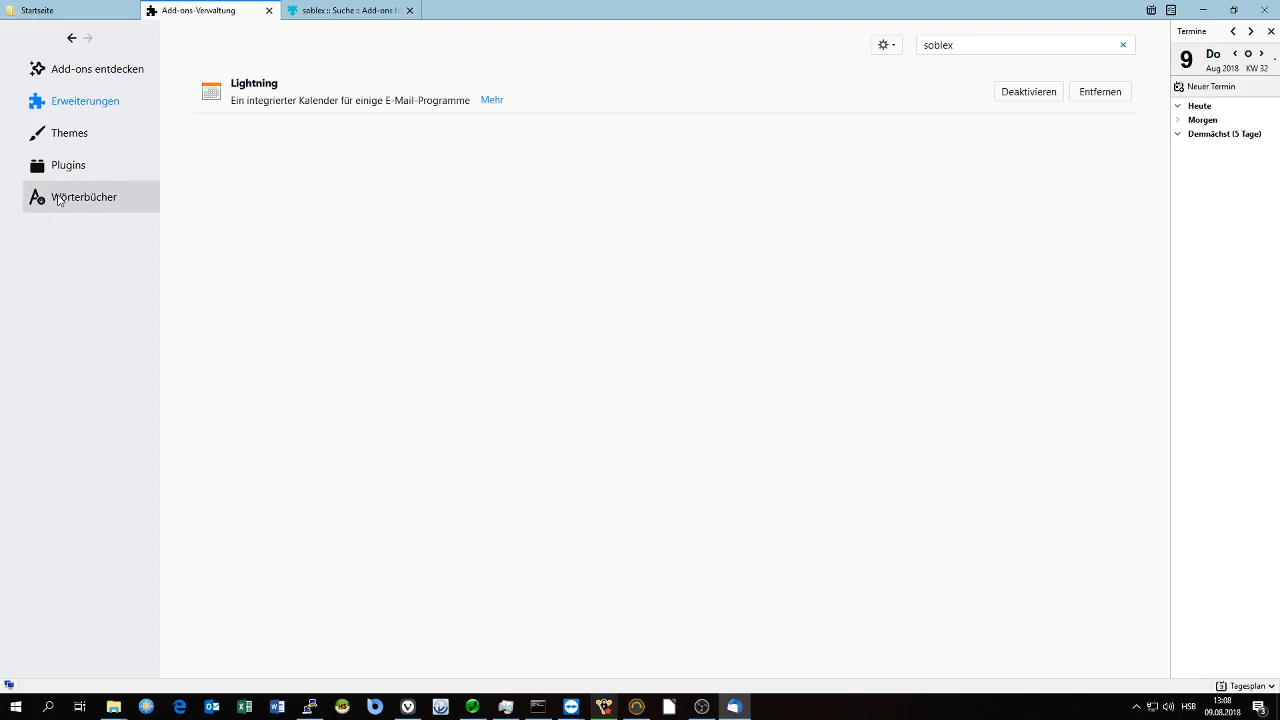 Startseite
Add-ons-Verwaltung
soblex :: Suche :: Add-ons fü
Add-ons entdecken
Erweiterungen
Themes
Plugins
Wörterbücher
soblex
Lightning
Ein integrierter Kalender für einige E-Mail-Programme Mehr
Deaktivieren
Entfernen
Termine
9
Do
Aug 2018 KW 32
Neuer Termin
Heute
Morgen
Demnächst (5 Tage)
Tagesplan
HSB
13:08
09.08.2018